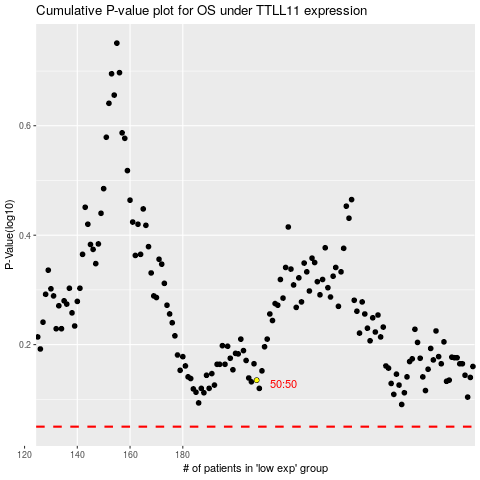 Cumulative P-value plot for OS under TTLL11 expression
P-Value(log10)
0.6
0.4
0.2
50:50
120 140 160 180
# of patients in 'low exp' group